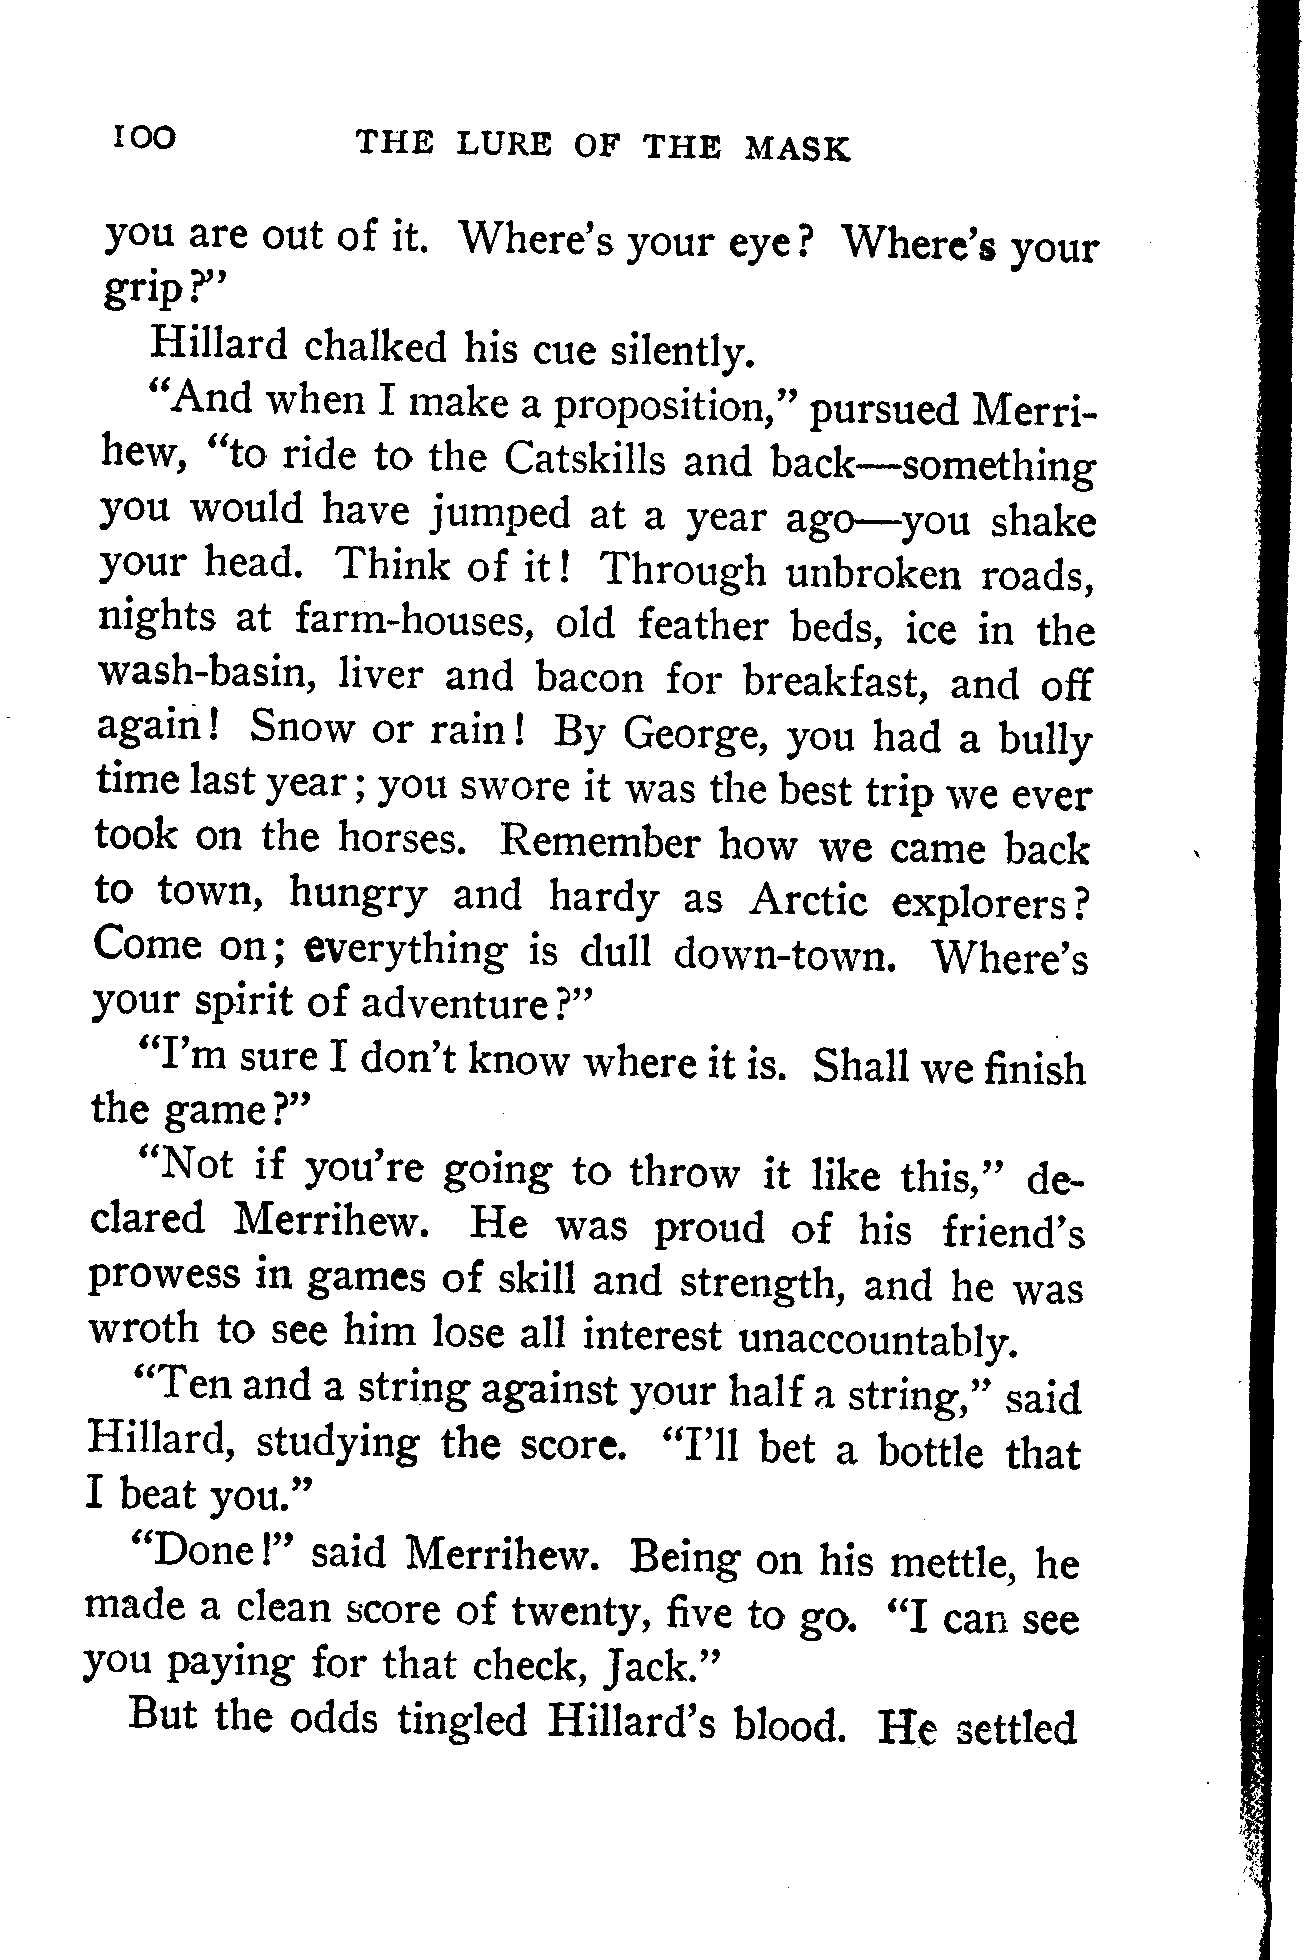 100 THE LURE OF THE MASK
you are out of it. Where's your eye? Where's your
grip?"
Hillard chalked his cue silently.
"And when I make a proposition," pursued Merri-
hew, "to ride to the Catskills and back—something
you would have jumped at a year ago—you shake
your head. Think of it! Through unbroken roads,
nights at farm-houses, old feather beds, ice in the
wash-basin, liver and bacon for breakfast, and off
again! Snow or rain! By George, you had a bully
time last year; you swore it was the best trip we ever
took on the horses. Remember how we came back
to town, hungry and hardy as Arctic explorers?
Come on; everything is dull down-town. Where's
your spirit of adventure?"
"I'm sure I don't know where it is. Shall we finish
the game?"
"Not if you're going to throw it like this," de-
clared Merrihew. He was proud of his friend's
prowess in games of skill and strength, and he was
wroth to see him lose all interest unaccountably.
"Ten and a string against your half a string," said
Hillard, studying the score. "I'll bet a bottle that
I beat you."
"Done!" said Merrihew. Being on his mettle, he
made a clean score of twenty, five to go. "I can see
you paying for that check, Jack."
But the odds tingled Hillard's blood. He settled